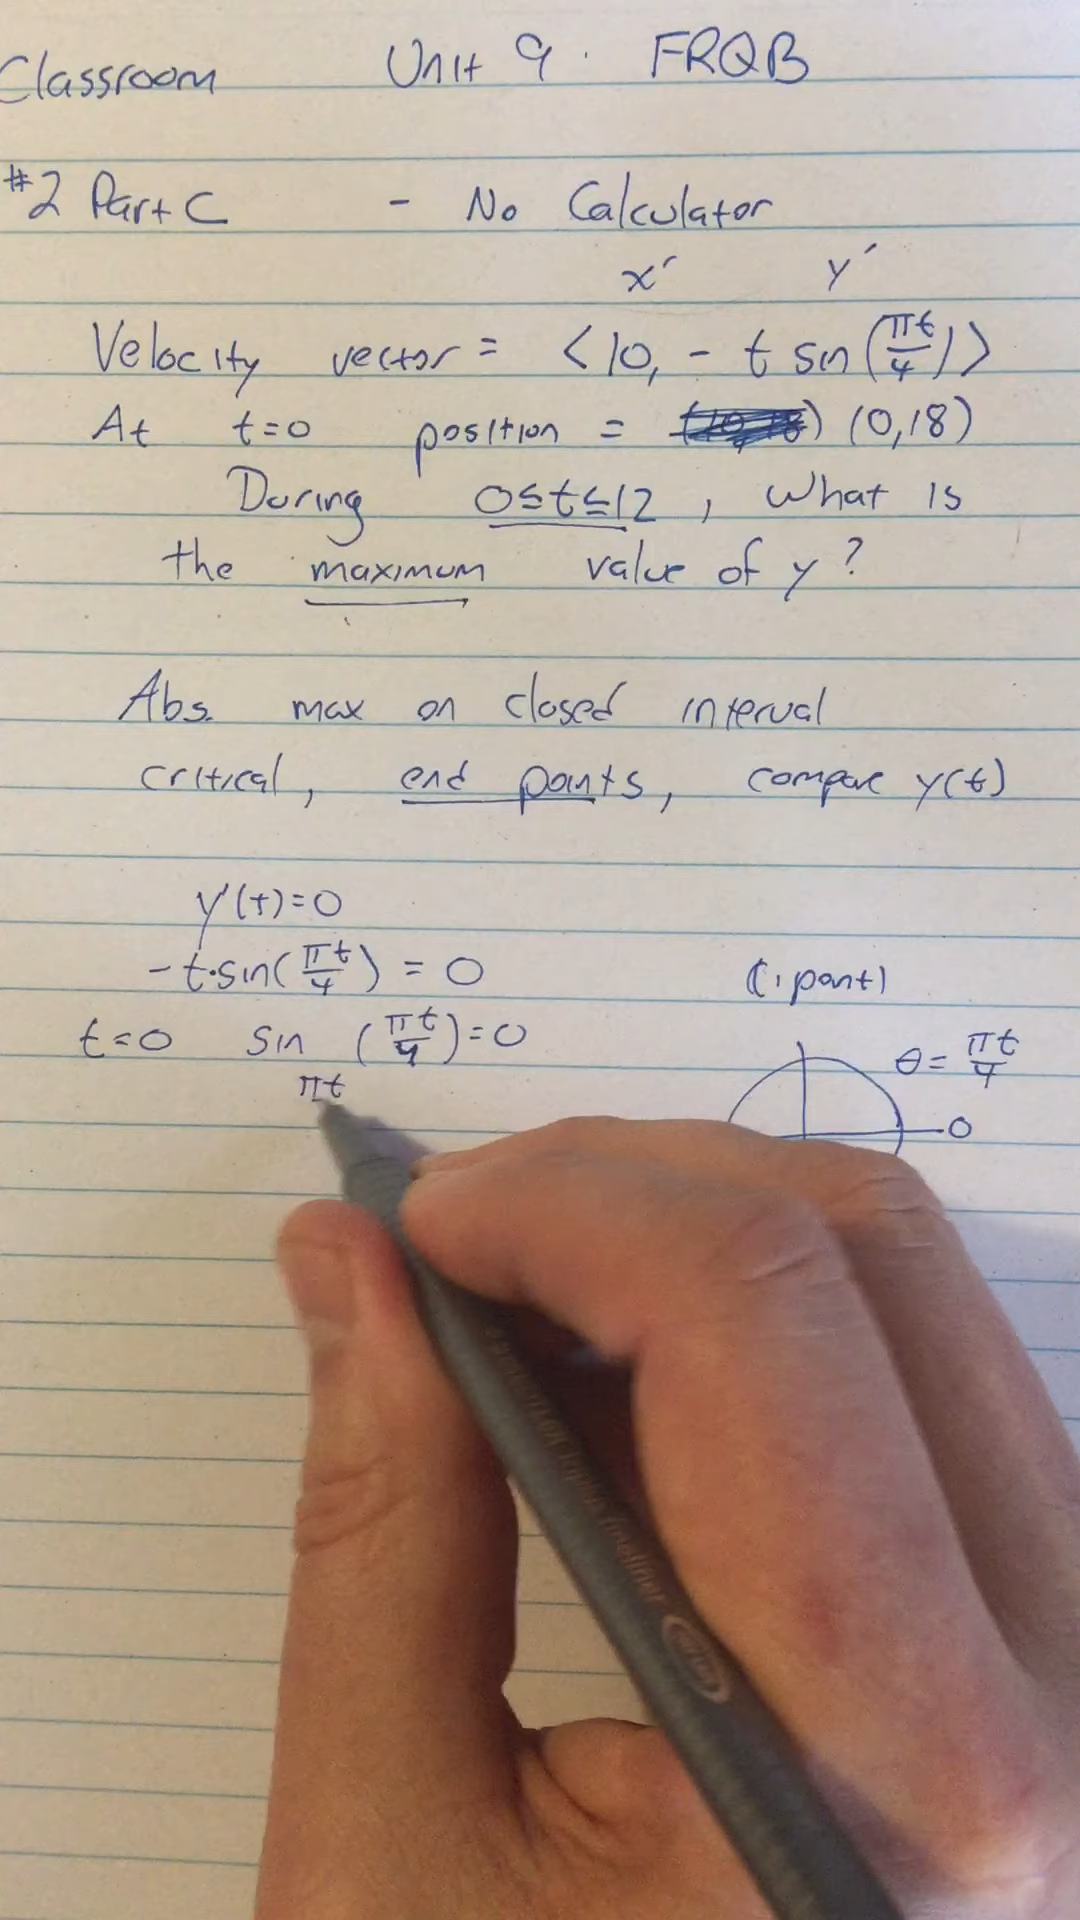 Classroom Unit 9. FRQB
#2 Part C - No Calculator
x′ y′
Velocity vector = ⟨10, - t sin(πt/4)⟩
At t=0 position = (0,18)
During 0≤t≤12, What is
the maximum value of y?
Abs. max on closed interval
critical, end points, compare y(t)
y′(t)=0
-t·sin(πt/4) = 0 (1 point)
t=0 sin (πt/4)=0 θ= πt/4
πt
0